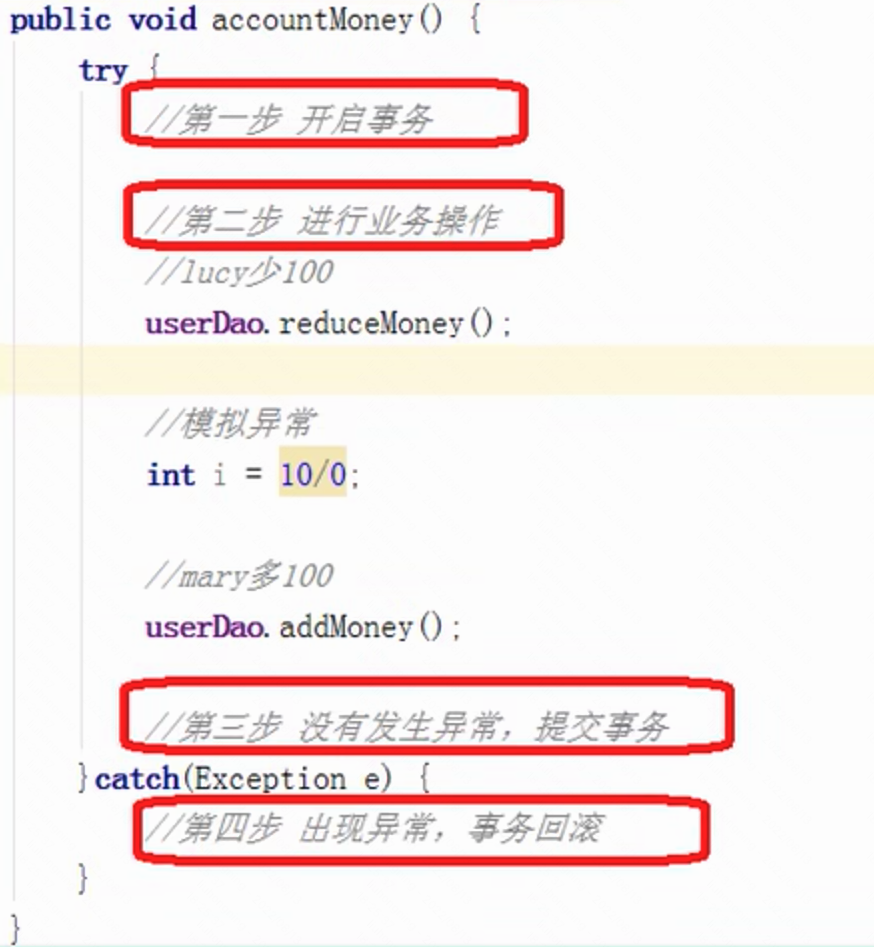 public void accountMoney() {
try {
//第一步 开启事务
//第二步 进行业务操作
//lucy少100
userDao.reduceMoney();
//模拟异常
int i = 10/0;
//mary多100
userDao.addMoney();
//第三步 没有发生异常，提交事务
}catch(Exception e) {
//第四步 出现异常，事务回滚
}
}